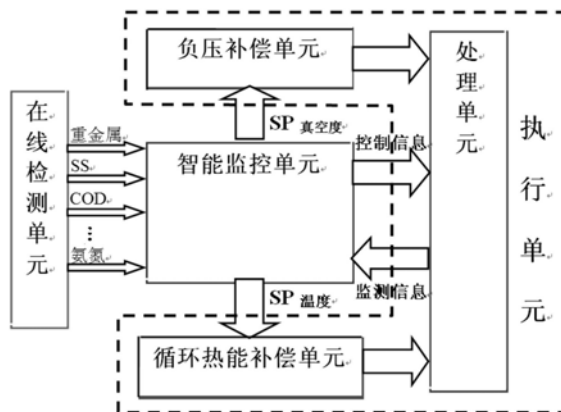 负压补偿单元
处理单元
执行单元
在线检测单元
重金属
SS
COD
...
氨氮
SP 真空度
智能监控单元
控制信息
监测信息
SP 温度
循环热能补偿单元